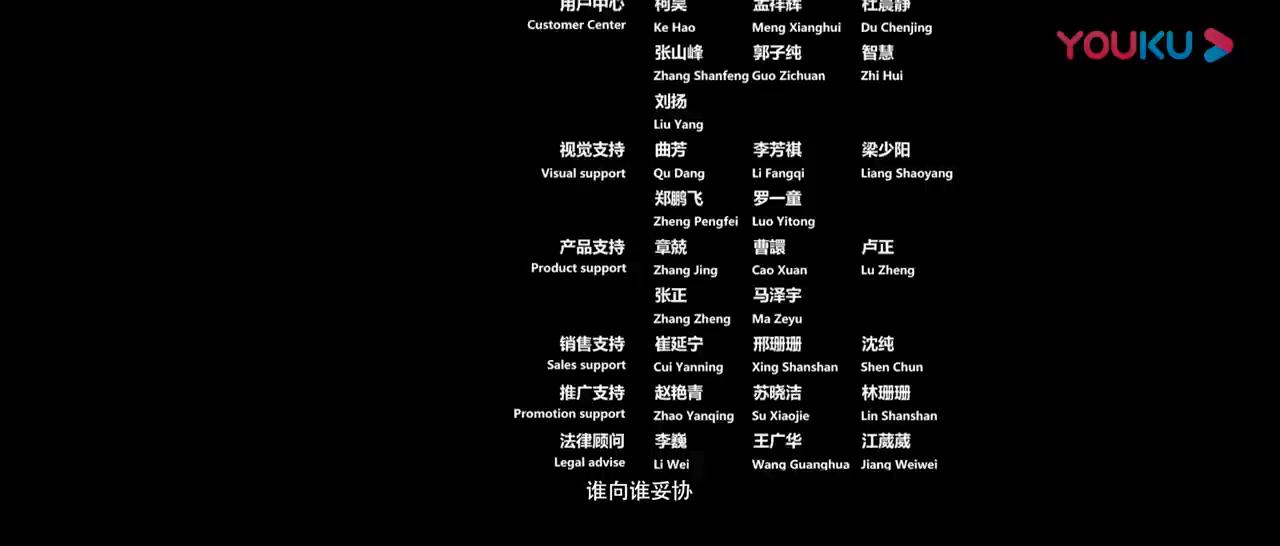 用户中心 柯昊 孟祥辉 杜晨静
Customer Center Ke Hao Meng Xianghui Du Chenjing
YOUKU
张山峰 郭子纯 智慧
Zhang Shanfeng Guo Zichuan Zhi Hui
刘扬
Liu Yang
视觉支持 曲芳 李芳祺 梁少阳
Visual support Qu Dang Li Fangqi Liang Shaoyang
郑鹏飞 罗一童
Zheng Pengfei Luo Yitong
产品支持 章兢 曹譞 卢正
Product support Zhang Jing Cao Xuan Lu Zheng
张正 马泽宇
Zhang Zheng Ma Zeyu
销售支持 崔延宁 邢珊珊 沈纯
Sales support Cui Yanning Xing Shanshan Shen Chun
推广支持 赵艳青 苏晓洁 林珊珊
Promotion support Zhao Yanqing Su Xiaojie Lin Shanshan
法律顾问 李巍 王广华 江葳葳
Legal advise Li Wei Wang Guanghua Jiang Weiwei
谁向谁妥协